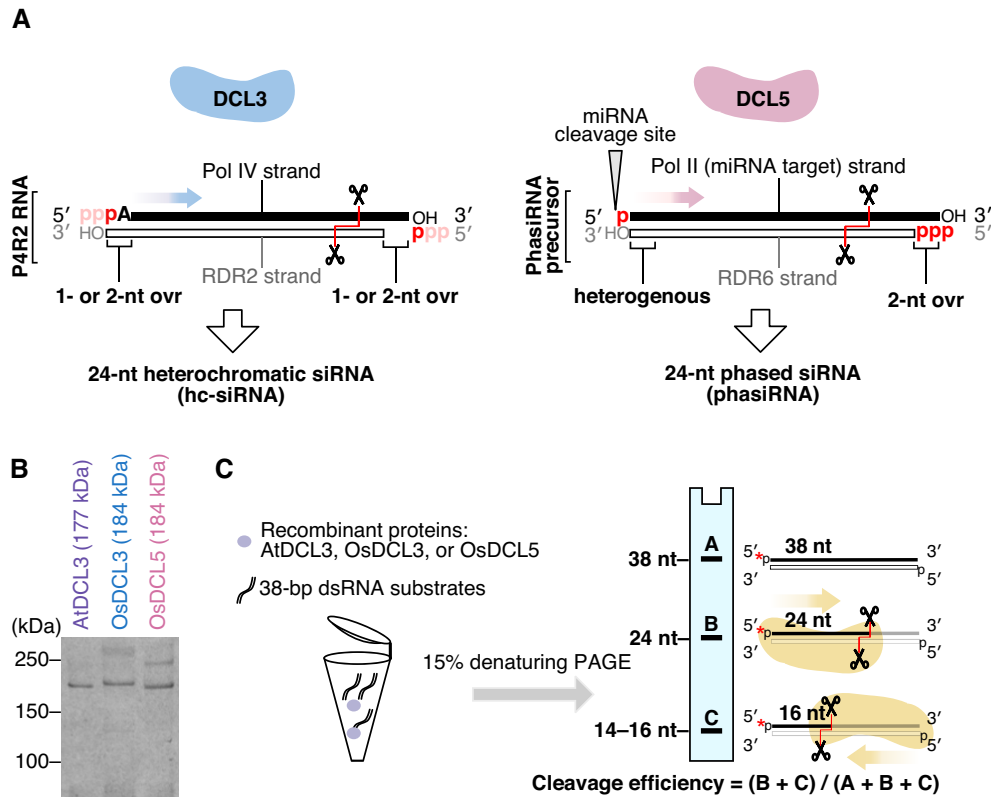 A
DCL3
DCL5
miRNA
cleavage site
Pol IV strand
Pol II (miRNA target) strand
P4R2 RNA
5′ pppA OH 3′
3′ HO ppp 5′
RDR2 strand
1- or 2-nt ovr
1- or 2-nt ovr
24-nt heterochromatic siRNA
(hc-siRNA)
PhasiRNA
precursor
5′ p OH 3′
3′ HO ppp 5′
RDR6 strand
heterogenous
2-nt ovr
24-nt phased siRNA
(phasiRNA)
B
AtDCL3 (177 kDa)
OsDCL3 (184 kDa)
OsDCL5 (184 kDa)
(kDa)
250
150
100
C
Recombinant proteins:
AtDCL3, OsDCL3, or OsDCL5
38-bp dsRNA substrates
15% denaturing PAGE
38 nt
A
5′ *p 38 nt 3′
3′ p 5′
24 nt
B
5′ *p 24 nt 3′
3′ p 5′
14–16 nt
C
5′ *p 16 nt 3′
3′ p 5′
Cleavage efficiency = (B + C) / (A + B + C)